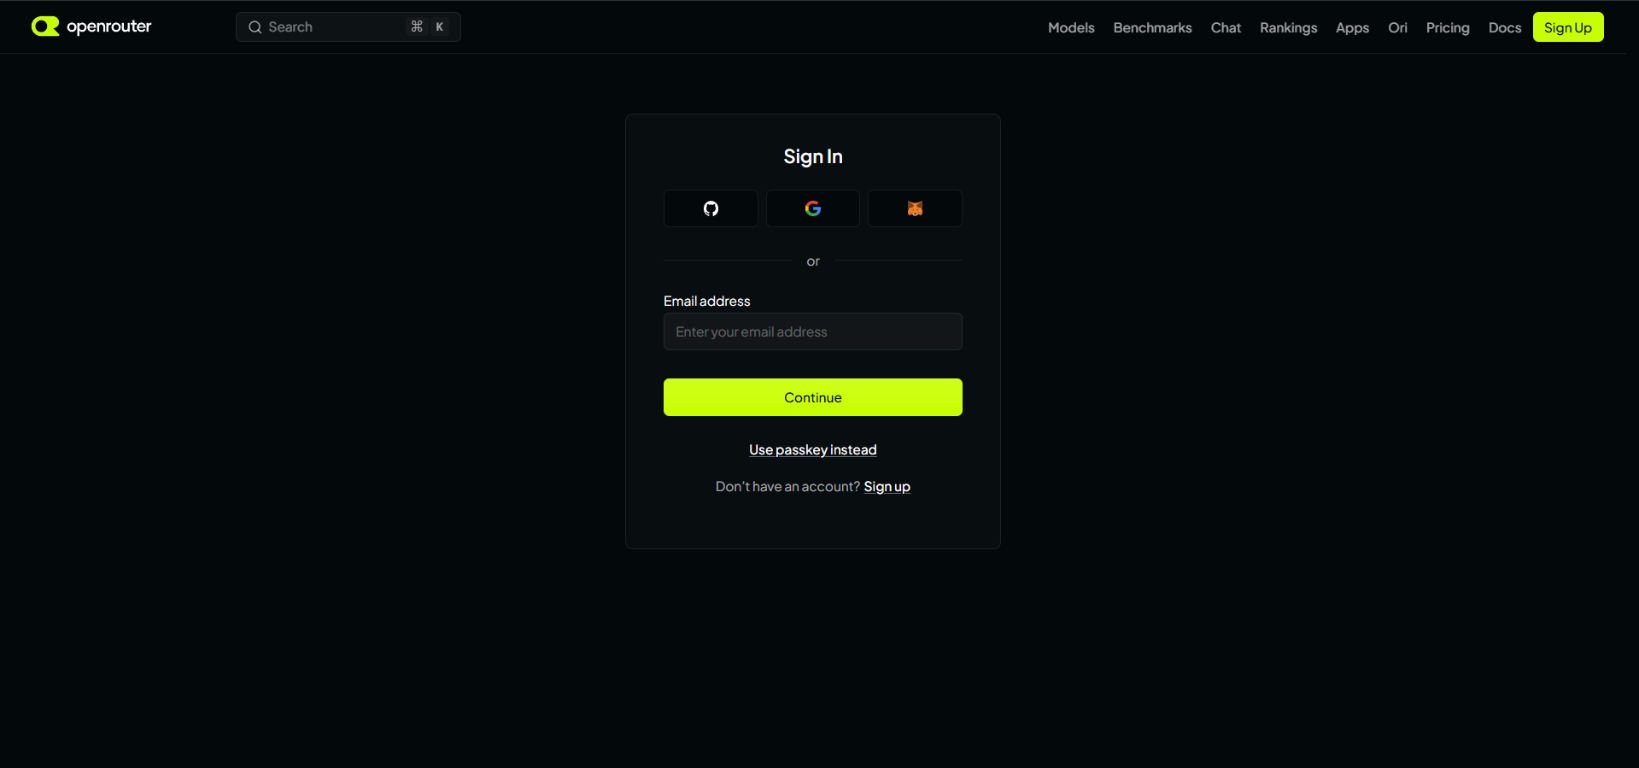 openrouter
Search ⌘ K
Models Benchmarks Chat Rankings Apps Ori Pricing Docs Sign Up
Sign In
or
Email address
Enter your email address
Continue
Use passkey instead
Don't have an account? Sign up